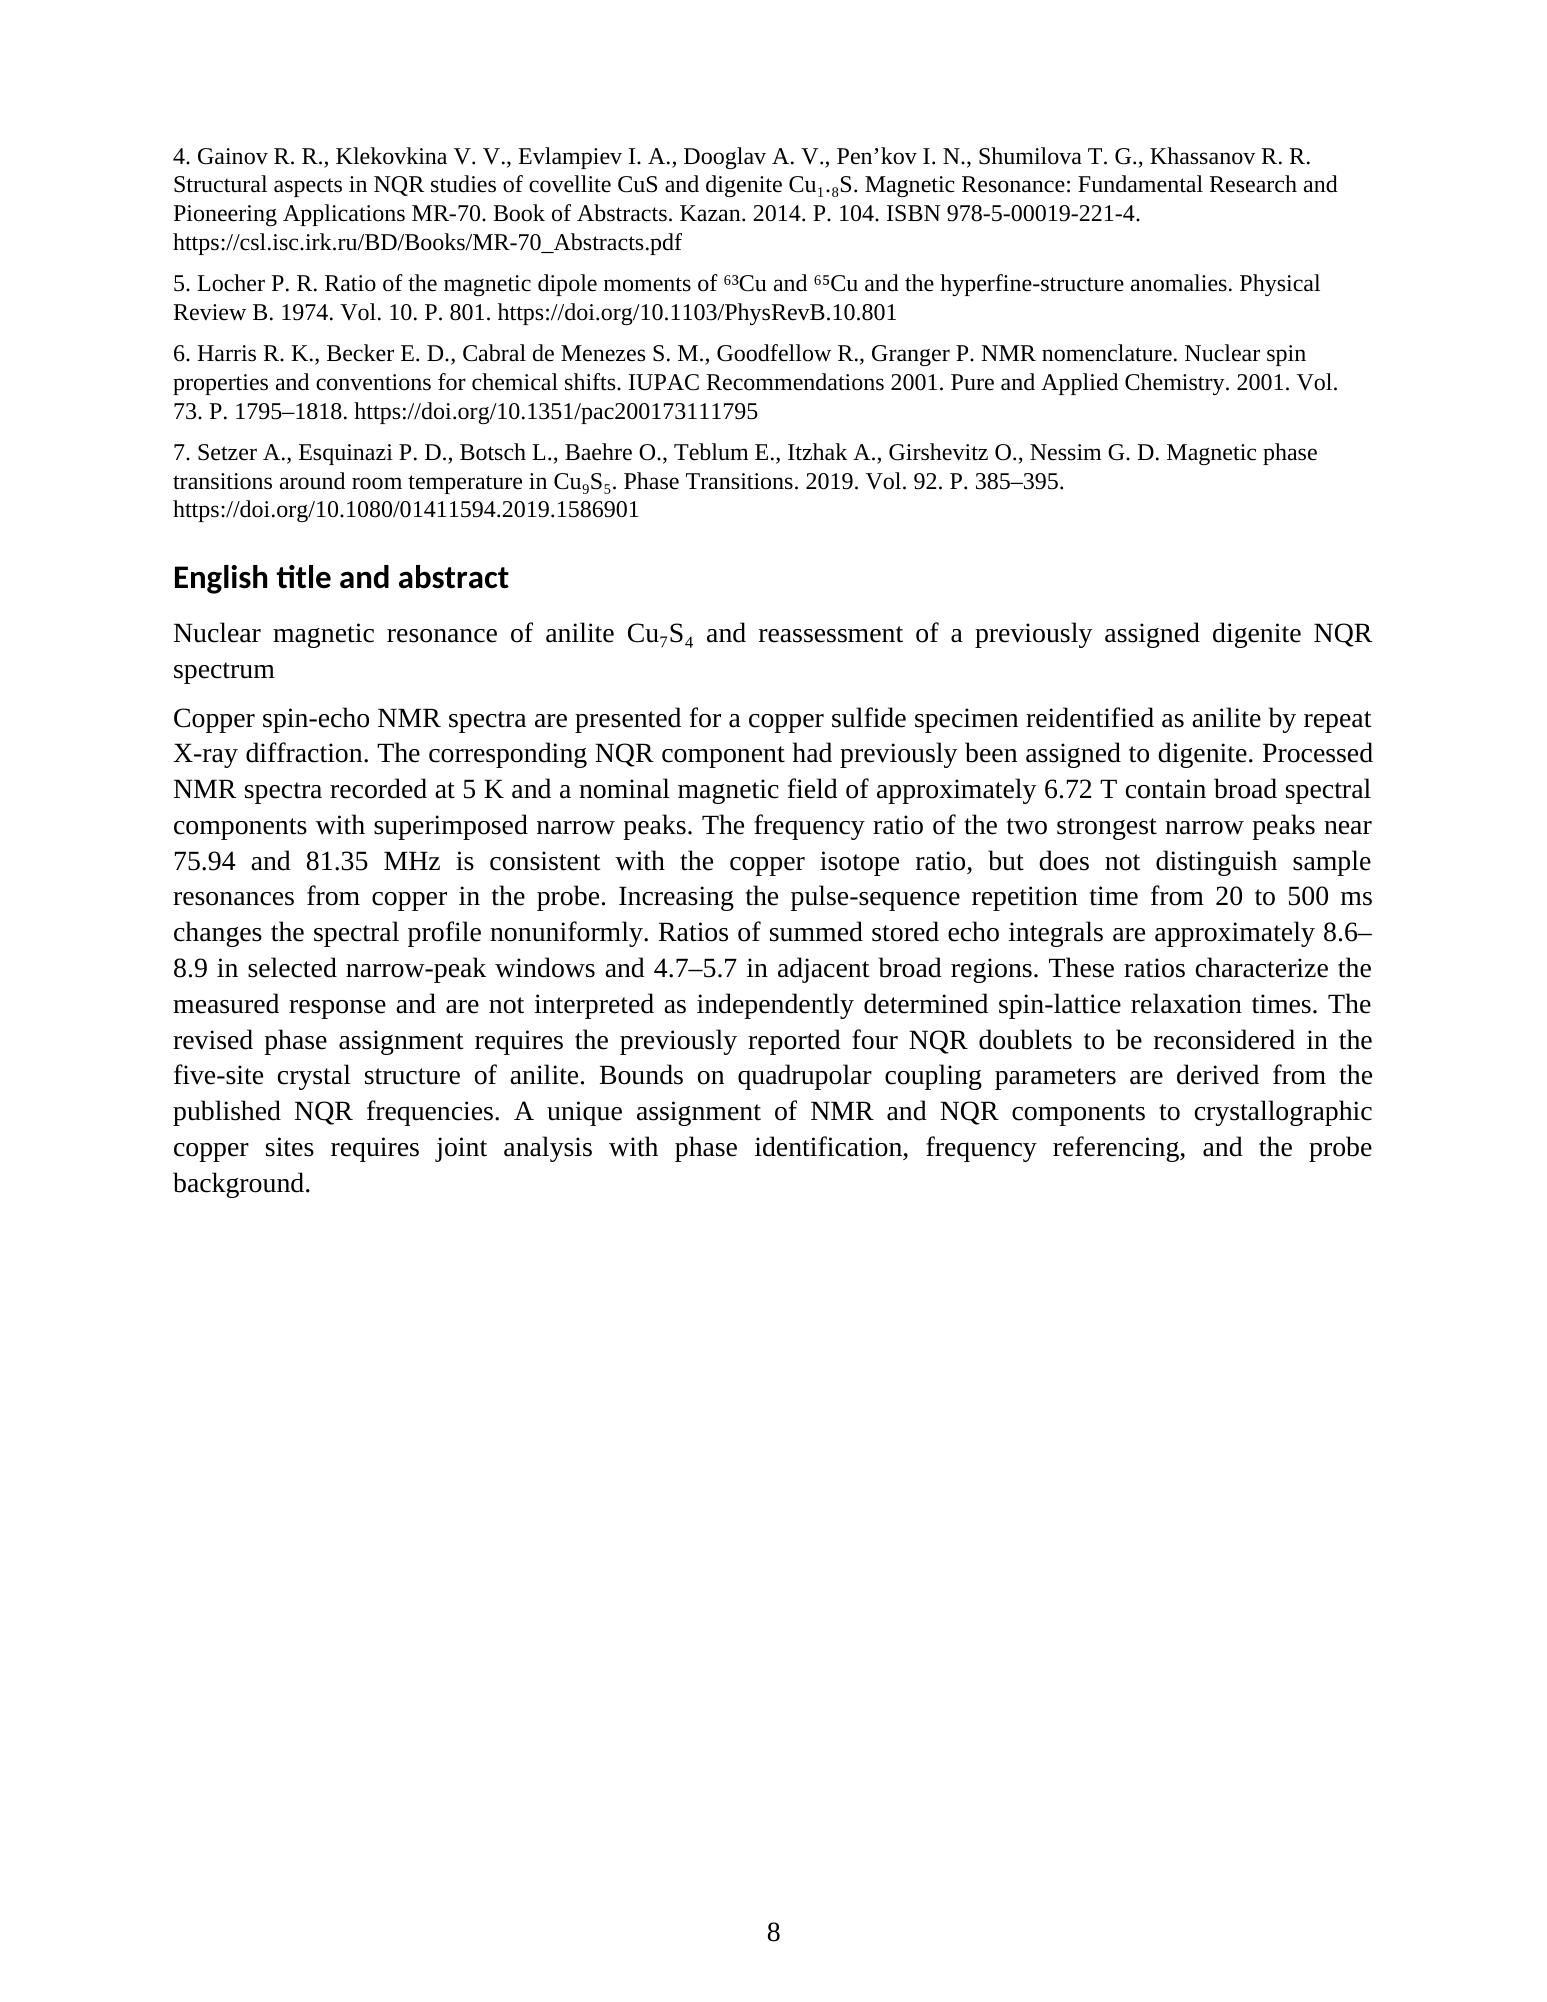 4. Gainov R. R., Klekovkina V. V., Evlampiev I. A., Dooglav A. V., Pen’kov I. N., Shumilova T. G., Khassanov R. R.
Structural aspects in NQR studies of covellite CuS and digenite Cu₁.₈S. Magnetic Resonance: Fundamental Research and
Pioneering Applications MR-70. Book of Abstracts. Kazan. 2014. P. 104. ISBN 978-5-00019-221-4.
https://csl.isc.irk.ru/BD/Books/MR-70_Abstracts.pdf
5. Locher P. R. Ratio of the magnetic dipole moments of ⁶³Cu and ⁶⁵Cu and the hyperfine-structure anomalies. Physical
Review B. 1974. Vol. 10. P. 801. https://doi.org/10.1103/PhysRevB.10.801
6. Harris R. K., Becker E. D., Cabral de Menezes S. M., Goodfellow R., Granger P. NMR nomenclature. Nuclear spin
properties and conventions for chemical shifts. IUPAC Recommendations 2001. Pure and Applied Chemistry. 2001. Vol.
73. P. 1795–1818. https://doi.org/10.1351/pac200173111795
7. Setzer A., Esquinazi P. D., Botsch L., Baehre O., Teblum E., Itzhak A., Girshevitz O., Nessim G. D. Magnetic phase
transitions around room temperature in Cu₉S₅. Phase Transitions. 2019. Vol. 92. P. 385–395.
https://doi.org/10.1080/01411594.2019.1586901
English title and abstract
Nuclear magnetic resonance of anilite Cu₇S₄ and reassessment of a previously assigned digenite NQR
spectrum
Copper spin-echo NMR spectra are presented for a copper sulfide specimen reidentified as anilite by repeat
X-ray diffraction. The corresponding NQR component had previously been assigned to digenite. Processed
NMR spectra recorded at 5 K and a nominal magnetic field of approximately 6.72 T contain broad spectral
components with superimposed narrow peaks. The frequency ratio of the two strongest narrow peaks near
75.94 and 81.35 MHz is consistent with the copper isotope ratio, but does not distinguish sample
resonances from copper in the probe. Increasing the pulse-sequence repetition time from 20 to 500 ms
changes the spectral profile nonuniformly. Ratios of summed stored echo integrals are approximately 8.6–
8.9 in selected narrow-peak windows and 4.7–5.7 in adjacent broad regions. These ratios characterize the
measured response and are not interpreted as independently determined spin-lattice relaxation times. The
revised phase assignment requires the previously reported four NQR doublets to be reconsidered in the
five-site crystal structure of anilite. Bounds on quadrupolar coupling parameters are derived from the
published NQR frequencies. A unique assignment of NMR and NQR components to crystallographic
copper sites requires joint analysis with phase identification, frequency referencing, and the probe
background.
8